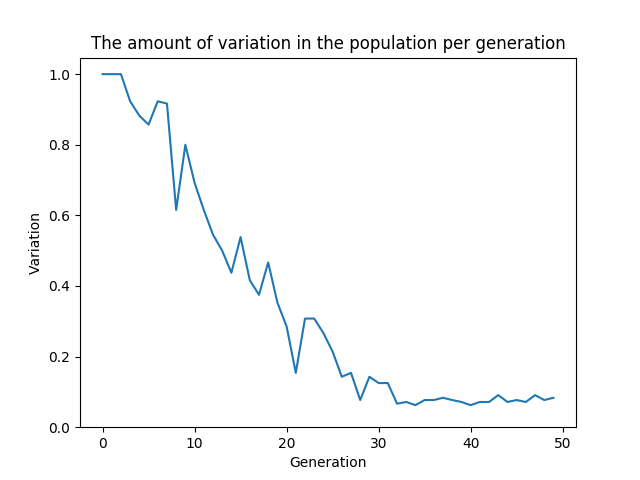 The amount of variation in the population per generation
1.0
0.8
0.6
0.4
0.2
0.0
Variation
0 10 20 30 40 50
Generation